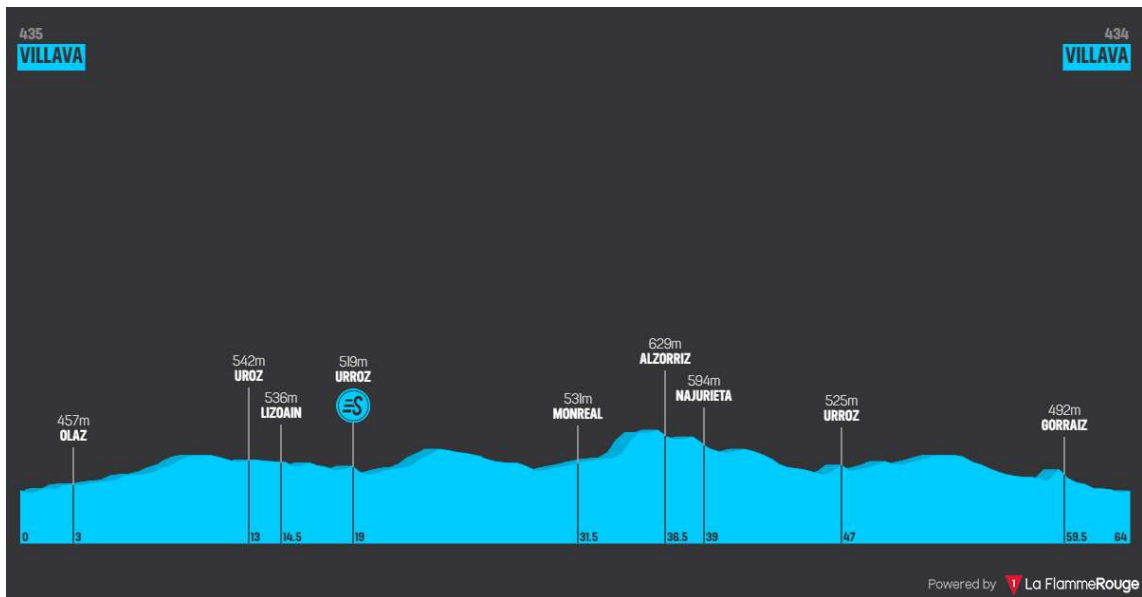 435
VILLAVA
434
VILLAVA
457m
OLAZ
542m
UROZ
536m
LIZOAIN
519m
URROZ
S
531m
MONREAL
629m
ALZORRIZ
594m
NAJURIETA
525m
URROZ
492m
GORRAIZ
0
3
13
14.5
19
31.5
36.5
39
47
59.5
64
Powered by 1 La FlammeRouge